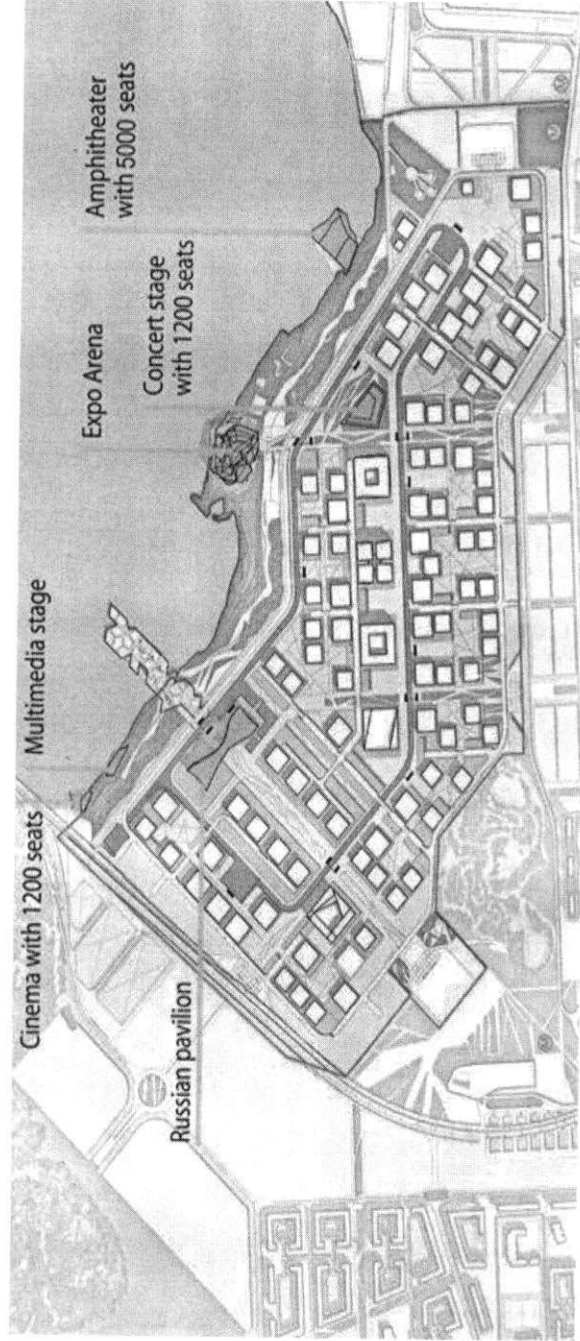 Cinema with 1200 seats
Multimedia stage
Expo Arena
Amphitheater
with 5000 seats
Concert stage
with 1200 seats
Russian pavilion